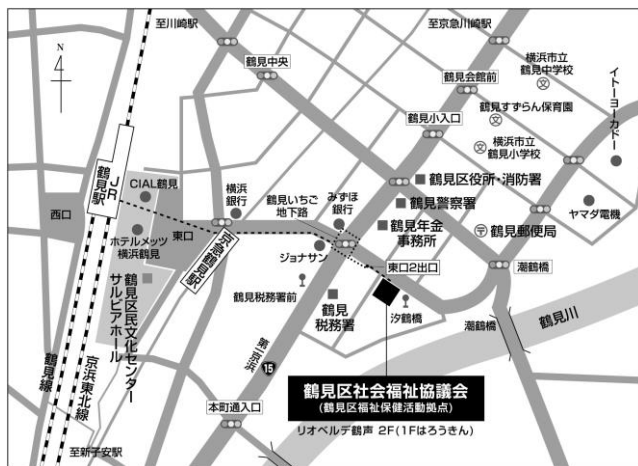 至川崎駅
至京急川崎駅
N
鶴見中央
鶴見会館前
横浜市立
鶴見中学校
文
イトーヨーカドー
鶴見すずらん保育園
文
鶴見小入口
横浜市立
鶴見小学校
文
JR
鶴見駅
CIAL鶴見
横浜
銀行
鶴見いちご
地下路
みずほ
銀行
鶴見区役所・消防署
鶴見警察署
鶴見年金
事務所
鶴見郵便局
ヤマダ電機
西口
東口
ホテルメッツ
横浜鶴見
京急鶴見駅
ジョナサン
東口2出口
潮鶴橋
鶴見区民文化センター
サルビアホール
鶴見税務署前
鶴見
税務署
汐鶴橋
潮鶴橋
鶴見川
第一京浜
15
鶴見線
京浜東北線
本町通入口
鶴見区社会福祉協議会
(鶴見区福祉保健活動拠点)
リオベルデ鶴声 2F(1Fはろうきん)
至新子安駅